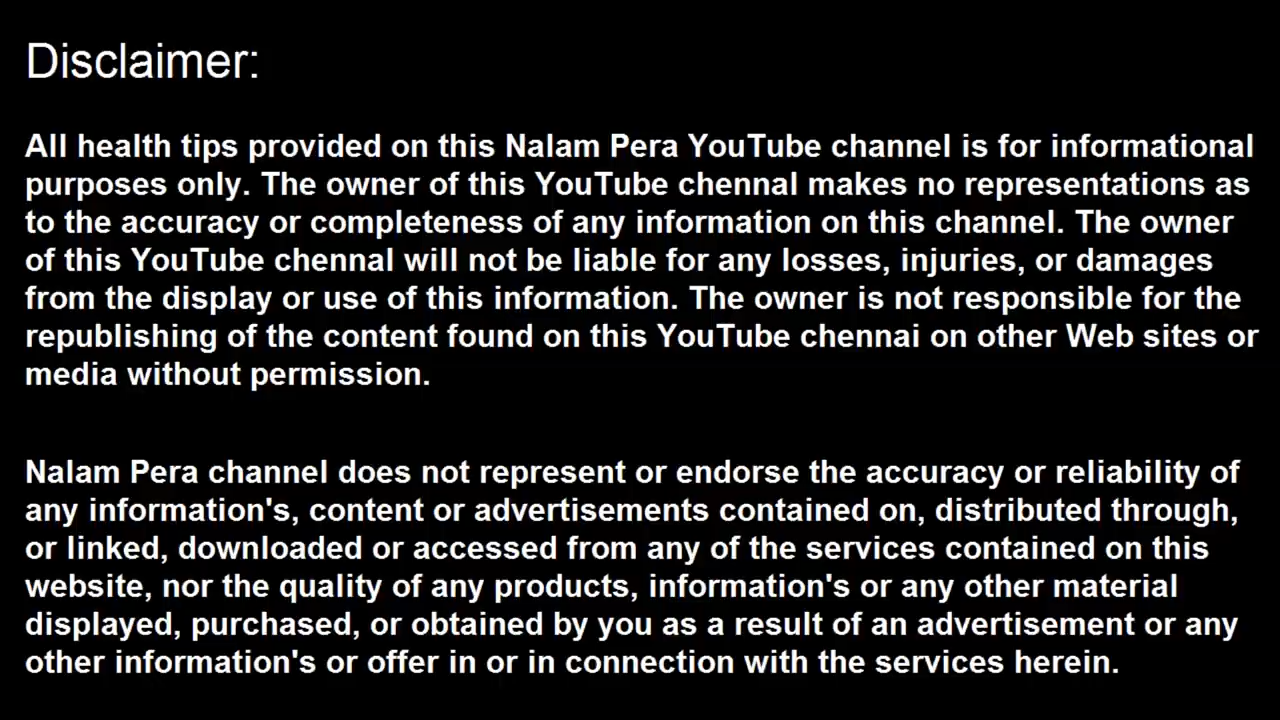 Disclaimer:
All health tips provided on this Nalam Pera YouTube channel is for informational
purposes only. The owner of this YouTube chennal makes no representations as
to the accuracy or completeness of any information on this channel. The owner
of this YouTube chennal will not be liable for any losses, injuries, or damages
from the display or use of this information. The owner is not responsible for the
republishing of the content found on this YouTube chennai on other Web sites or
media without permission.
Nalam Pera channel does not represent or endorse the accuracy or reliability of
any information's, content or advertisements contained on, distributed through,
or linked, downloaded or accessed from any of the services contained on this
website, nor the quality of any products, information's or any other material
displayed, purchased, or obtained by you as a result of an advertisement or any
other information's or offer in or in connection with the services herein.